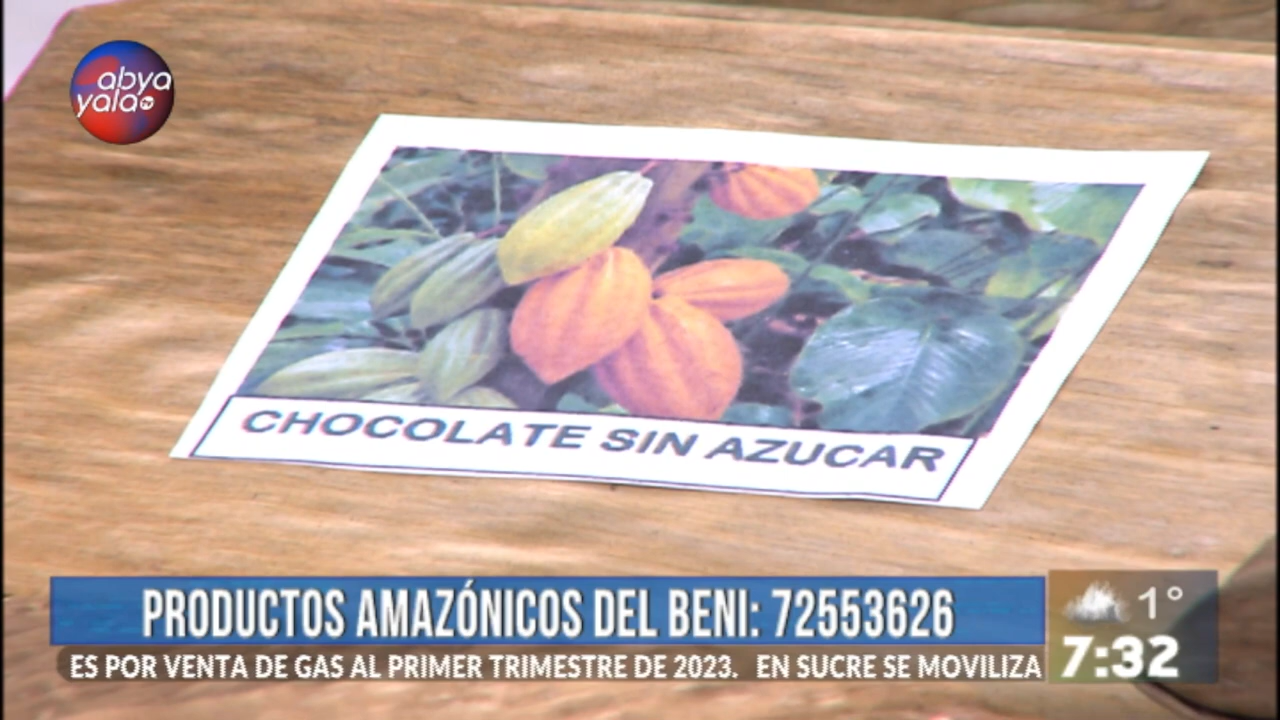 abya
yala tv
CHOCOLATE SIN AZUCAR
PRODUCTOS AMAZÓNICOS DEL BENI: 72553626
1°
ES POR VENTA DE GAS AL PRIMER TRIMESTRE DE 2023. EN SUCRE SE MOVILIZA
7:32